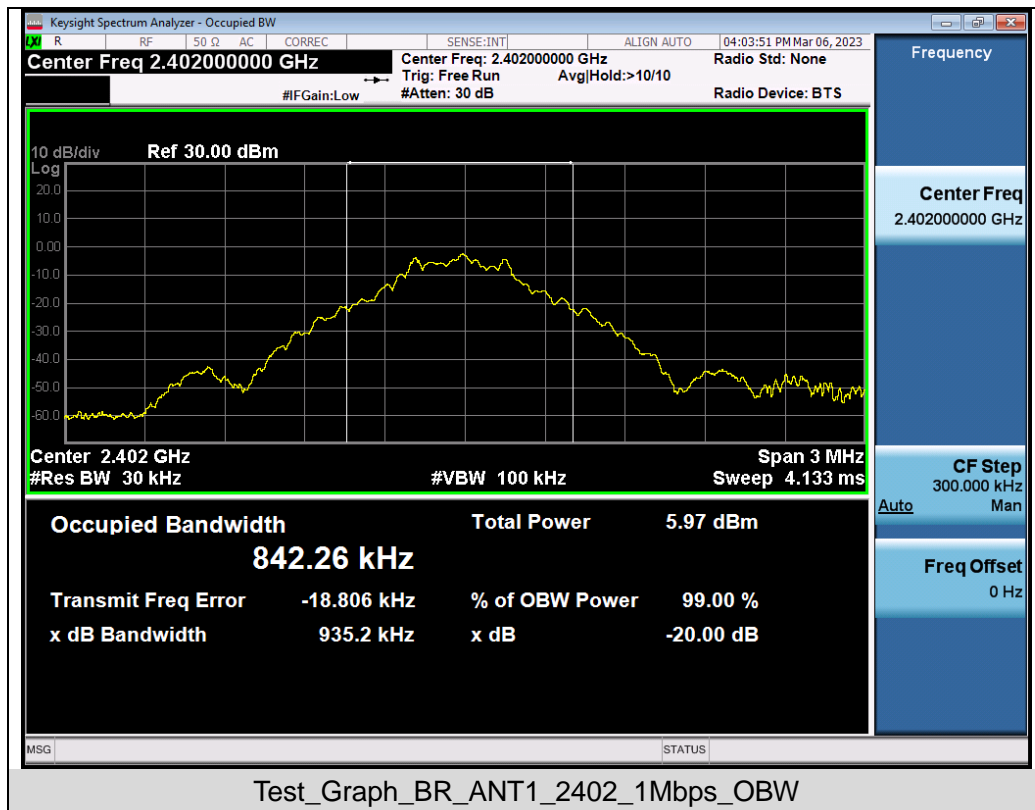 Keysight Spectrum Analyzer - Occupied BW
LXI R RF 50 Ω AC CORREC SENSE:INT ALIGN AUTO 04:03:51 PM Mar 06, 2023
Center Freq 2.402000000 GHz
Center Freq: 2.402000000 GHz Radio Std: None
Trig: Free Run Avg|Hold:>10/10
#IFGain:Low #Atten: 30 dB Radio Device: BTS
10 dB/div Ref 30.00 dBm
Log
20.0
10.0
0.00
-10.0
-20.0
-30.0
-40.0
-50.0
-60.0
Center 2.402 GHz Span 3 MHz
#Res BW 30 kHz #VBW 100 kHz Sweep 4.133 ms
Occupied Bandwidth Total Power 5.97 dBm
842.26 kHz
Transmit Freq Error -18.806 kHz % of OBW Power 99.00 %
x dB Bandwidth 935.2 kHz x dB -20.00 dB
Frequency
Center Freq
2.402000000 GHz
CF Step
300.000 kHz
Auto Man
Freq Offset
0 Hz
MSG STATUS
Test_Graph_BR_ANT1_2402_1Mbps_OBW